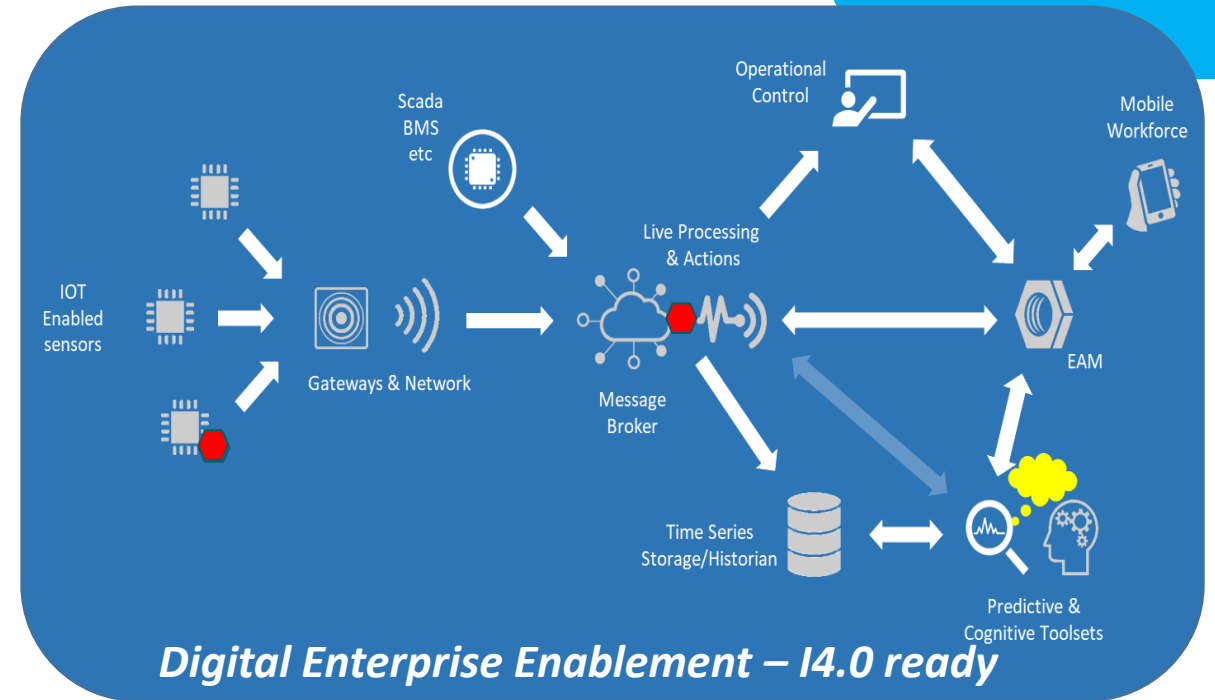 Operational
Control
Mobile
Workforce
Scada
BMS
etc
Live Processing
& Actions
IOT
Enabled
sensors
Gateways & Network
Message
Broker
EAM
Time Series
Storage/Historian
Predictive &
Cognitive Toolsets
Digital Enterprise Enablement – I4.0 ready